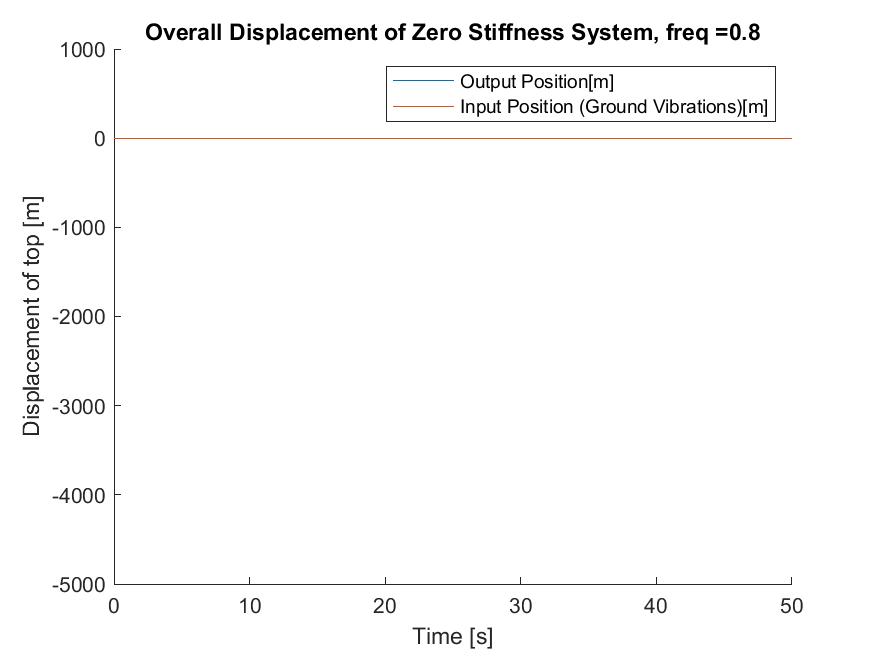 Overall Displacement of Zero Stiffness System, freq =0.8
Output Position[m]
Input Position (Ground Vibrations)[m]
Displacement of top [m]
1000
0
-1000
-2000
-3000
-4000
-5000
0 10 20 30 40 50
Time [s]